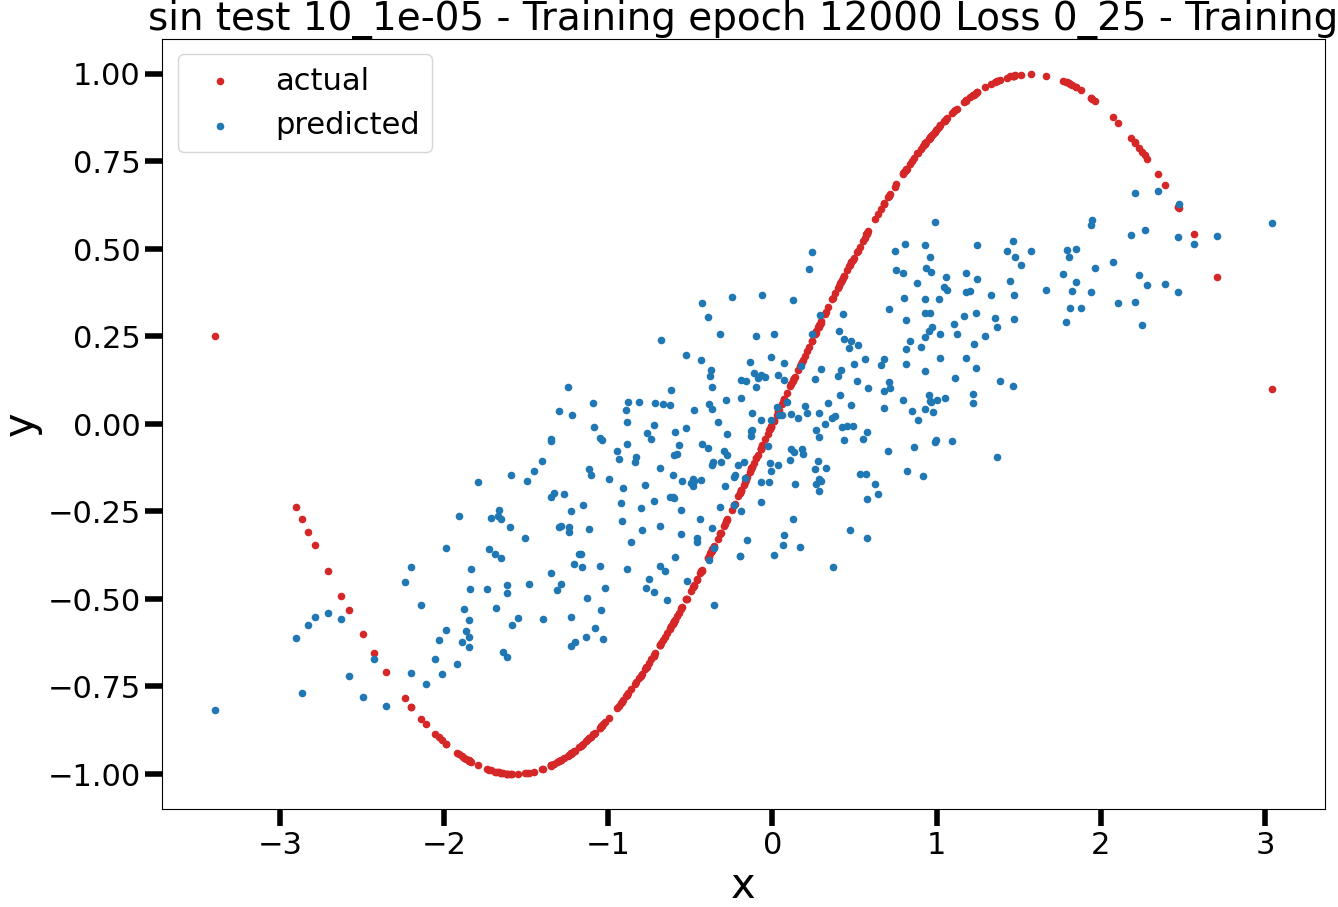 sin test 10_1e-05 - Training epoch 12000 Loss 0_25 - Training
actual
predicted
1.00
0.75
0.50
0.25
0.00
−0.25
−0.50
−0.75
−1.00
y
−3 −2 −1 0 1 2 3
x